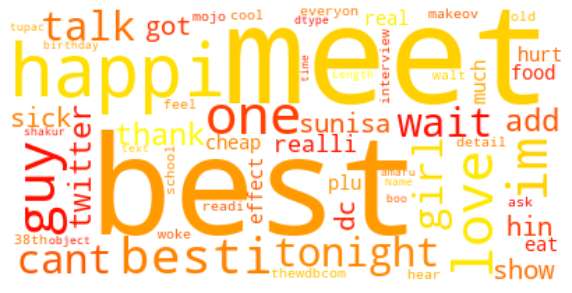 tupac mojo cool everyon makeov old
dtype
talk got real
birthday
happi meet
time interview walt much hurt
Length food
sick feel one sunisa wait add
shakur thank cheap realli detail
guy twitter text school effect
best girl love im
readi plu amaru Name
boo dc ask
38th object woke hin
cant besti tonight eat
thewdbcom hear show